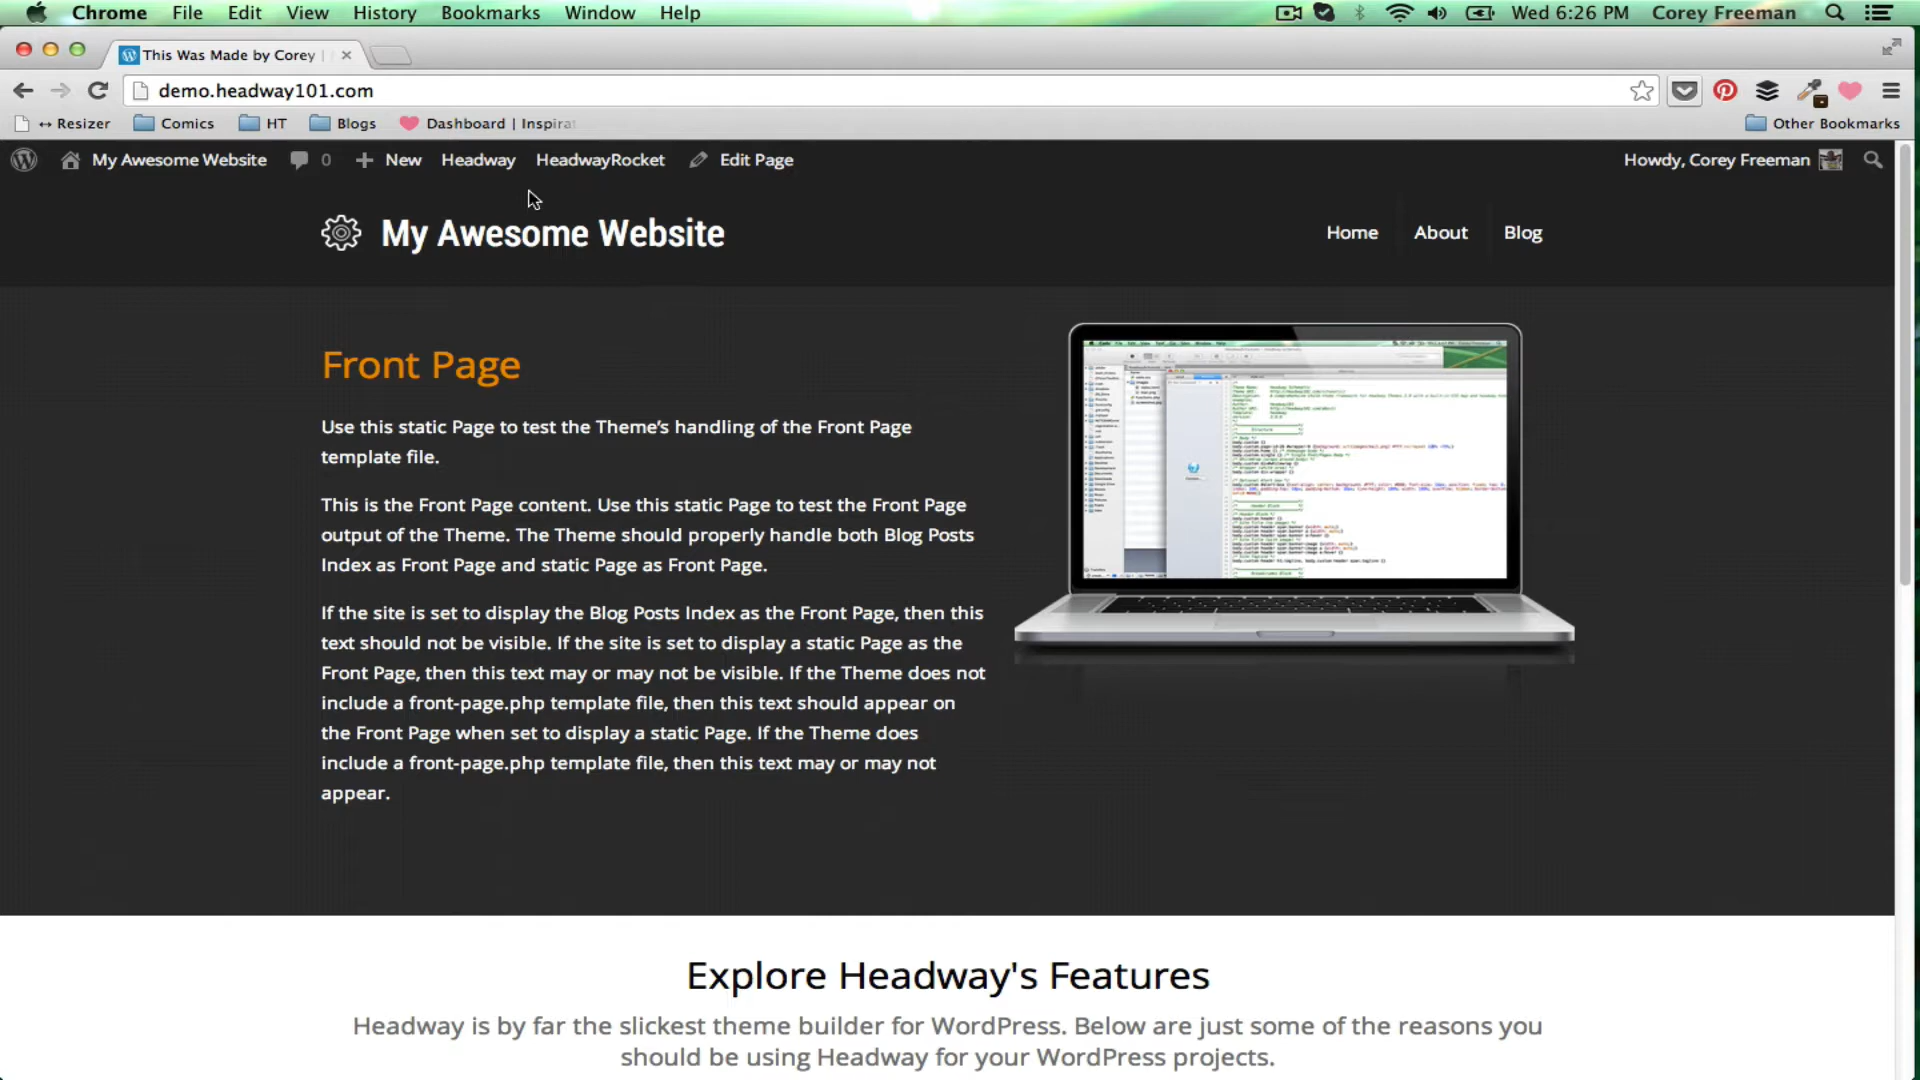 Chrome File Edit View History Bookmarks Window Help Wed 6:26 PM Corey Freeman
This Was Made by Corey |
demo.headway101.com
↔ Resizer Comics HT Blogs Dashboard | Inspirat Other Bookmarks
My Awesome Website 0 New Headway HeadwayRocket Edit Page Howdy, Corey Freeman
My Awesome Website Home About Blog
Front Page
Use this static Page to test the Theme's handling of the Front Page
template file.
This is the Front Page content. Use this static Page to test the Front Page
output of the Theme. The Theme should properly handle both Blog Posts
Index as Front Page and static Page as Front Page.
If the site is set to display the Blog Posts Index as the Front Page, then this
text should not be visible. If the site is set to display a static Page as the
Front Page, then this text may or may not be visible. If the Theme does not
include a front-page.php template file, then this text should appear on
the Front Page when set to display a static Page. If the Theme does
include a front-page.php template file, then this text may or may not
appear.
Explore Headway's Features
Headway is by far the slickest theme builder for WordPress. Below are just some of the reasons you
should be using Headway for your WordPress projects.